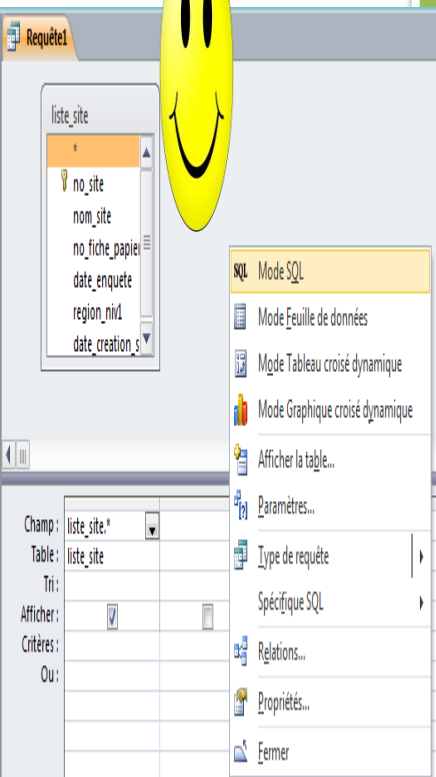 Requête1
liste_site
*
no_site
nom_site
no_fiche_papie
date_enquete
region_niv1
date_creation_s
SQL Mode SQL
Mode Feuille de données
Mode Tableau croisé dynamique
Mode Graphique croisé dynamique
Afficher la table...
Paramètres...
Type de requête
Spécifique SQL
Relations...
Propriétés...
Fermer
Champ : liste_site.*
Table : liste_site
Tri :
Afficher :
Critères :
Ou :